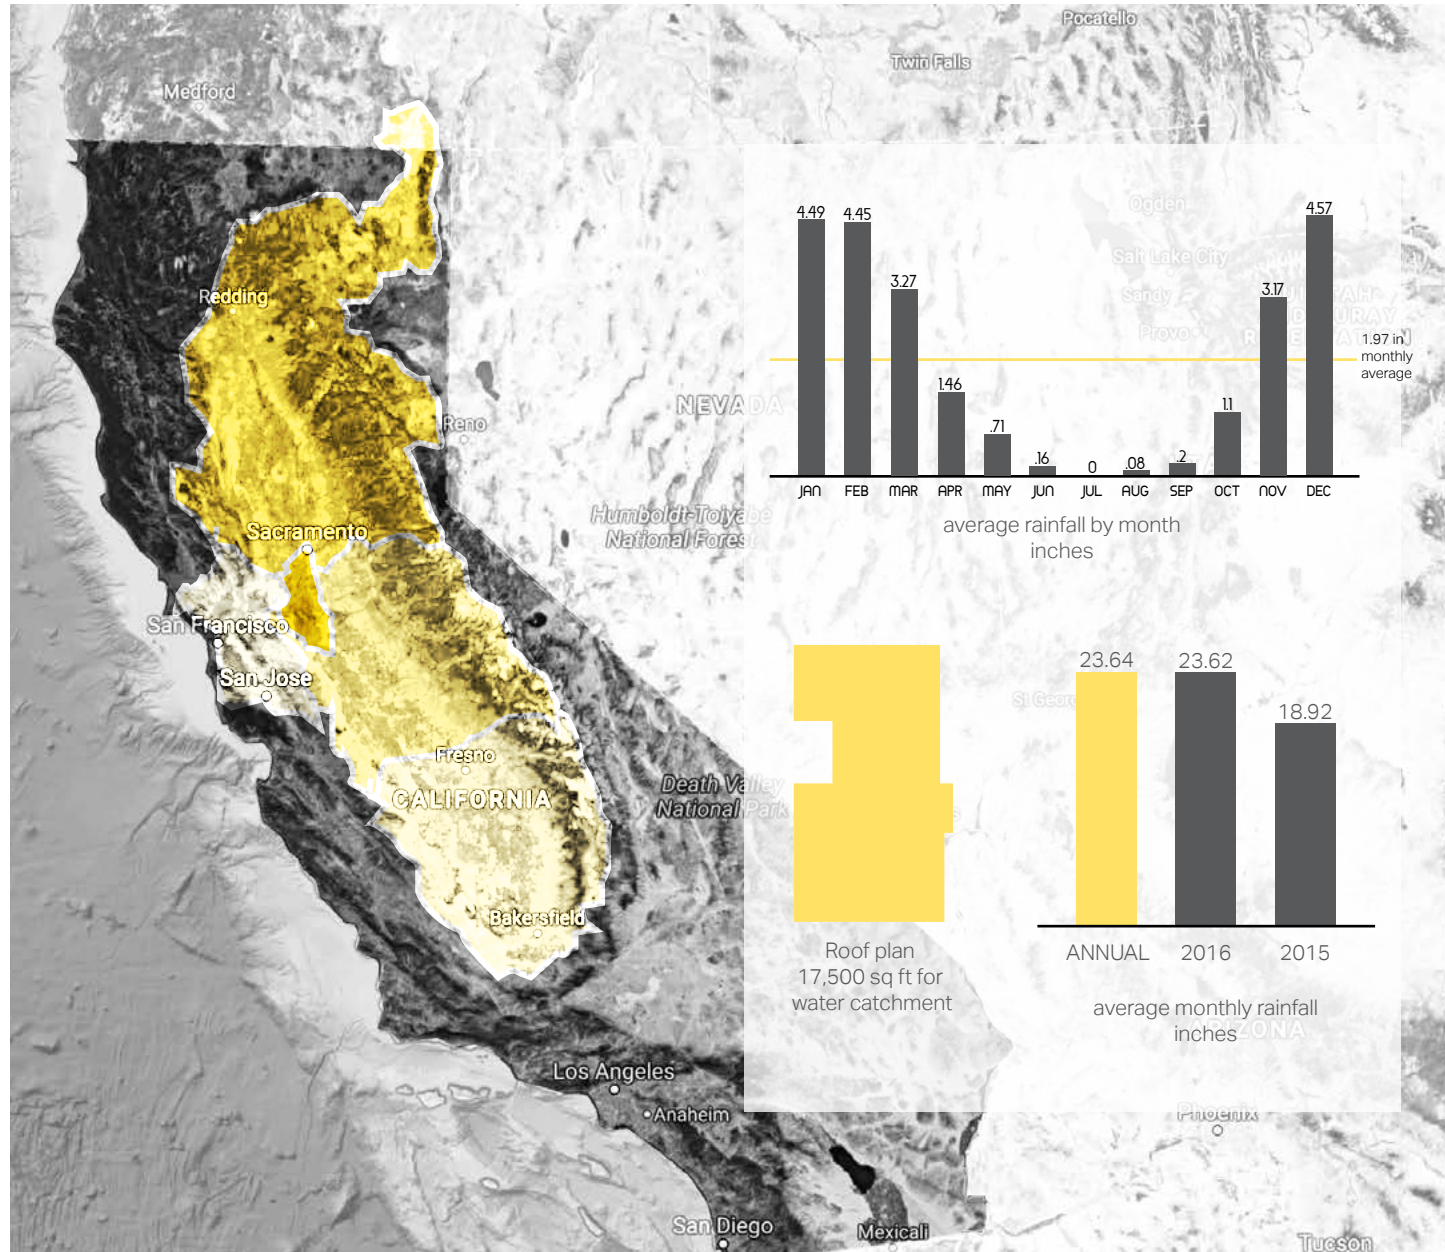 Pocatello
Twin Falls
Medford
Ogden
Salt Lake City
Sandy
Provo
Redding
NEVADA
Reno
Humboldt-Toiyabe
National Forest
Sacramento
San Francisco
San Jose
St George
Fresno
CALIFORNIA
Death Valley
National Park
Bakersfield
Los Angeles
Anaheim
San Diego
Mexicali
Phoenix
Tucson
4.49
4.45
3.27
1.46
.71
.16
0
.08
.2
1.1
3.17
4.57
1.97 in
monthly
average
JAN FEB MAR APR MAY JUN JUL AUG SEP OCT NOV DEC
average rainfall by month
inches
Roof plan
17,500 sq ft for
water catchment
23.64 23.62
18.92
ANNUAL 2016 2015
average monthly rainfall
inches